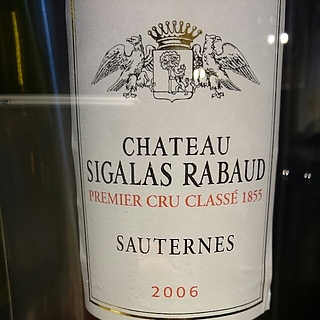 CHATEAU
SIGALAS RABAUD
PREMIER CRU CLASSÉ 1855
SAUTERNES
2006